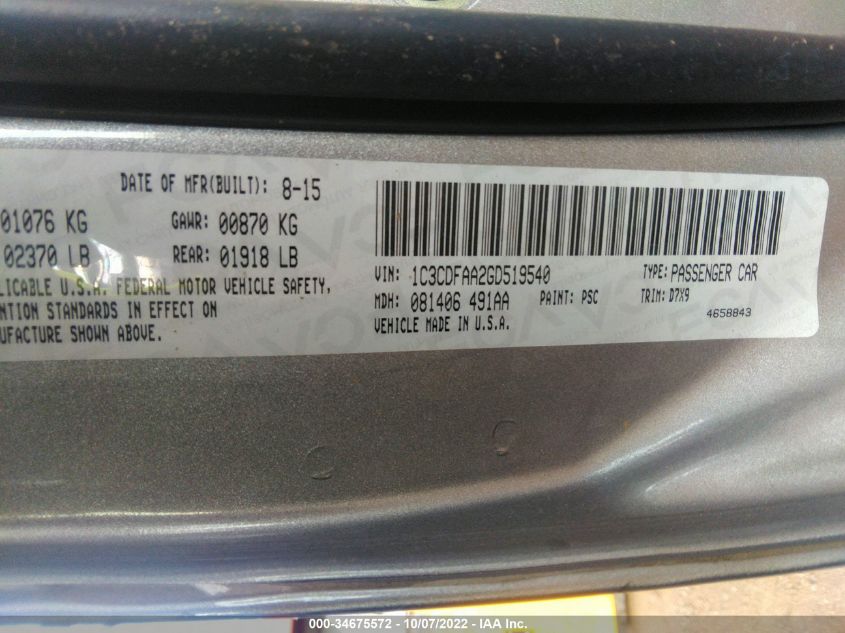 DATE OF MFR(BUILT): 8-15
01076 KG GAWR: 00870 KG
02370 LB REAR: 01918 LB
LICABLE U.S.A. FEDERAL MOTOR VEHICLE SAFETY,
NTION STANDARDS IN EFFECT ON
UFACTURE SHOWN ABOVE.
VIN: 1C3CDFAA2GD519540 TYPE: PASSENGER CAR
MDH: 081406 491AA PAINT: PSC TRIM: D7X9
VEHICLE MADE IN U.S.A. 4658843
000-34675572 - 10/07/2022 - IAA Inc.